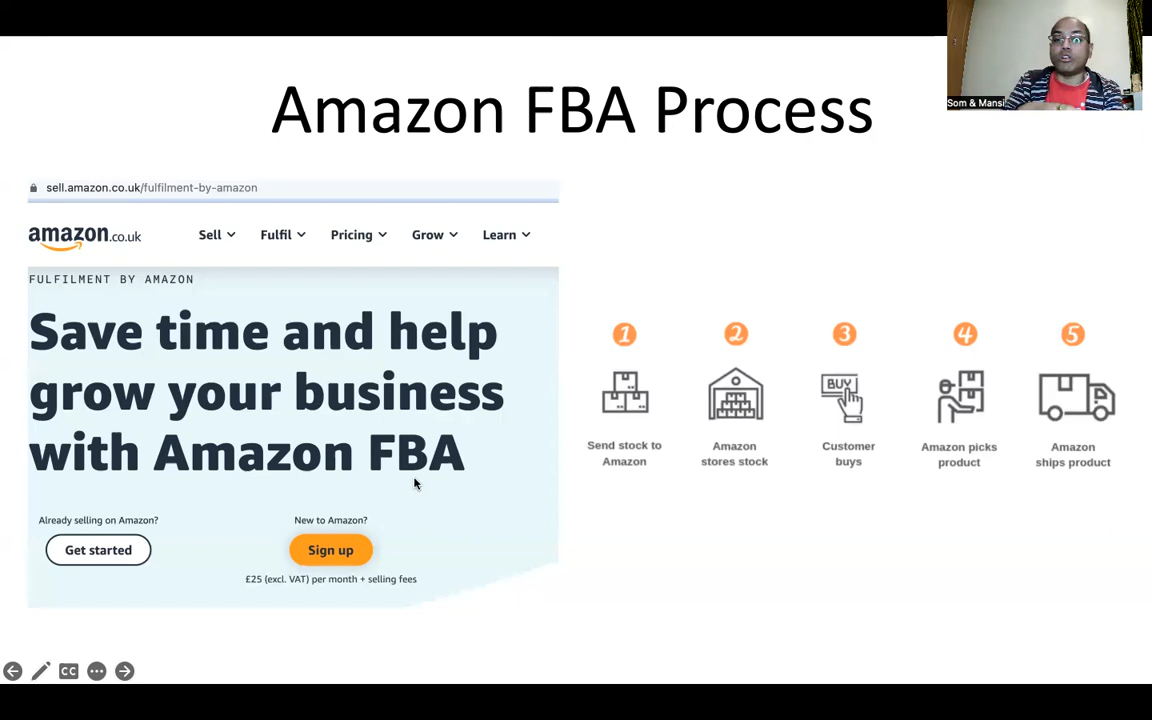 Amazon FBA Process
Som & Mansi
sell.amazon.co.uk/fulfilment-by-amazon
amazon.co.uk
Sell
Fulfil
Pricing
Grow
Learn
FULFILMENT BY AMAZON
Save time and help
grow your business
with Amazon FBA
Already selling on Amazon?
Get started
New to Amazon?
Sign up
£25 (excl. VAT) per month + selling fees
1
Send stock to
Amazon
2
Amazon
stores stock
3
BUY
Customer
buys
4
Amazon picks
product
5
Amazon
ships product
CC